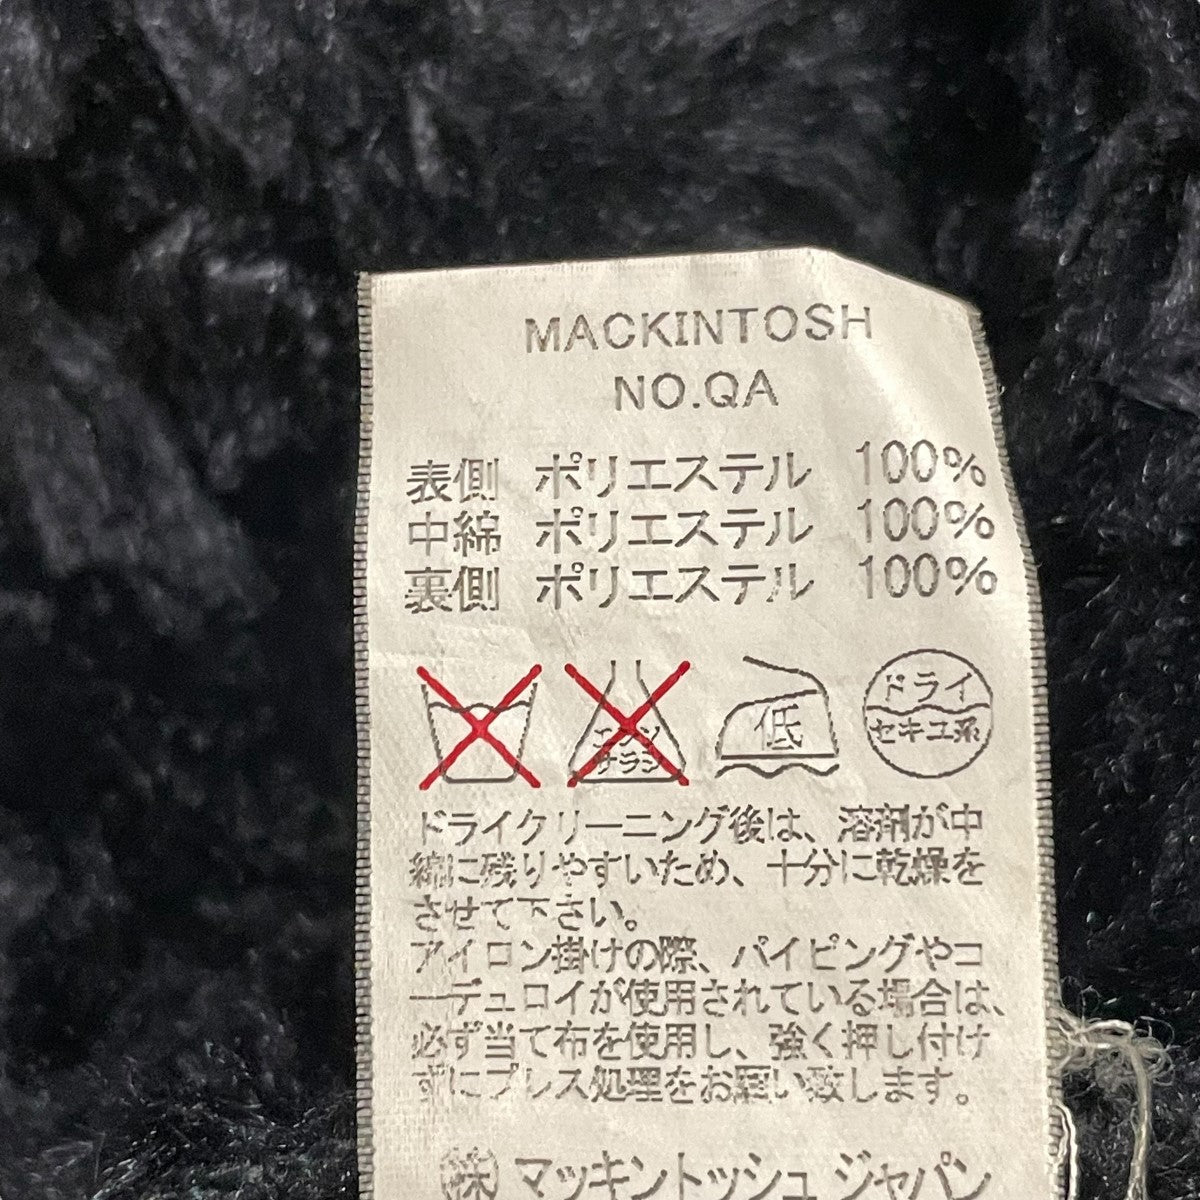 MACKINTOSH
NO.QA
表側 ポリエステル 100%
中綿 ポリエステル 100%
裏側 ポリエステル 100%
エンソ サラシ 低 ドライ セキユ系
ドライクリーニング後は、溶剤が中
綿に残りやすいため、十分に乾燥を
させて下さい。
アイロン掛けの際、パイピングやコ
ーデュロイが使用されている場合は、
必ず当て布を使用し、強く押し付け
ずにプレス処理をお願い致します。
㈱マッキントッシュ ジャパン